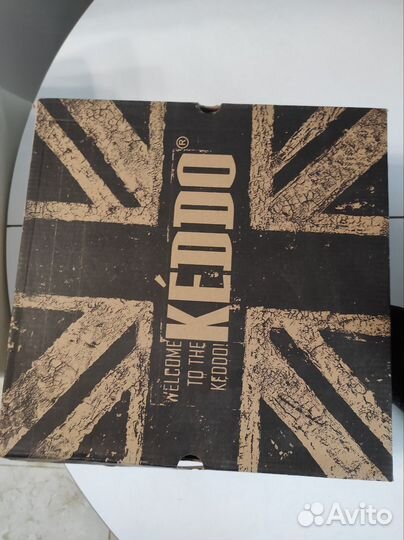 KÉDDO®
WELCOME
TO THE
KEDDO!
Avito